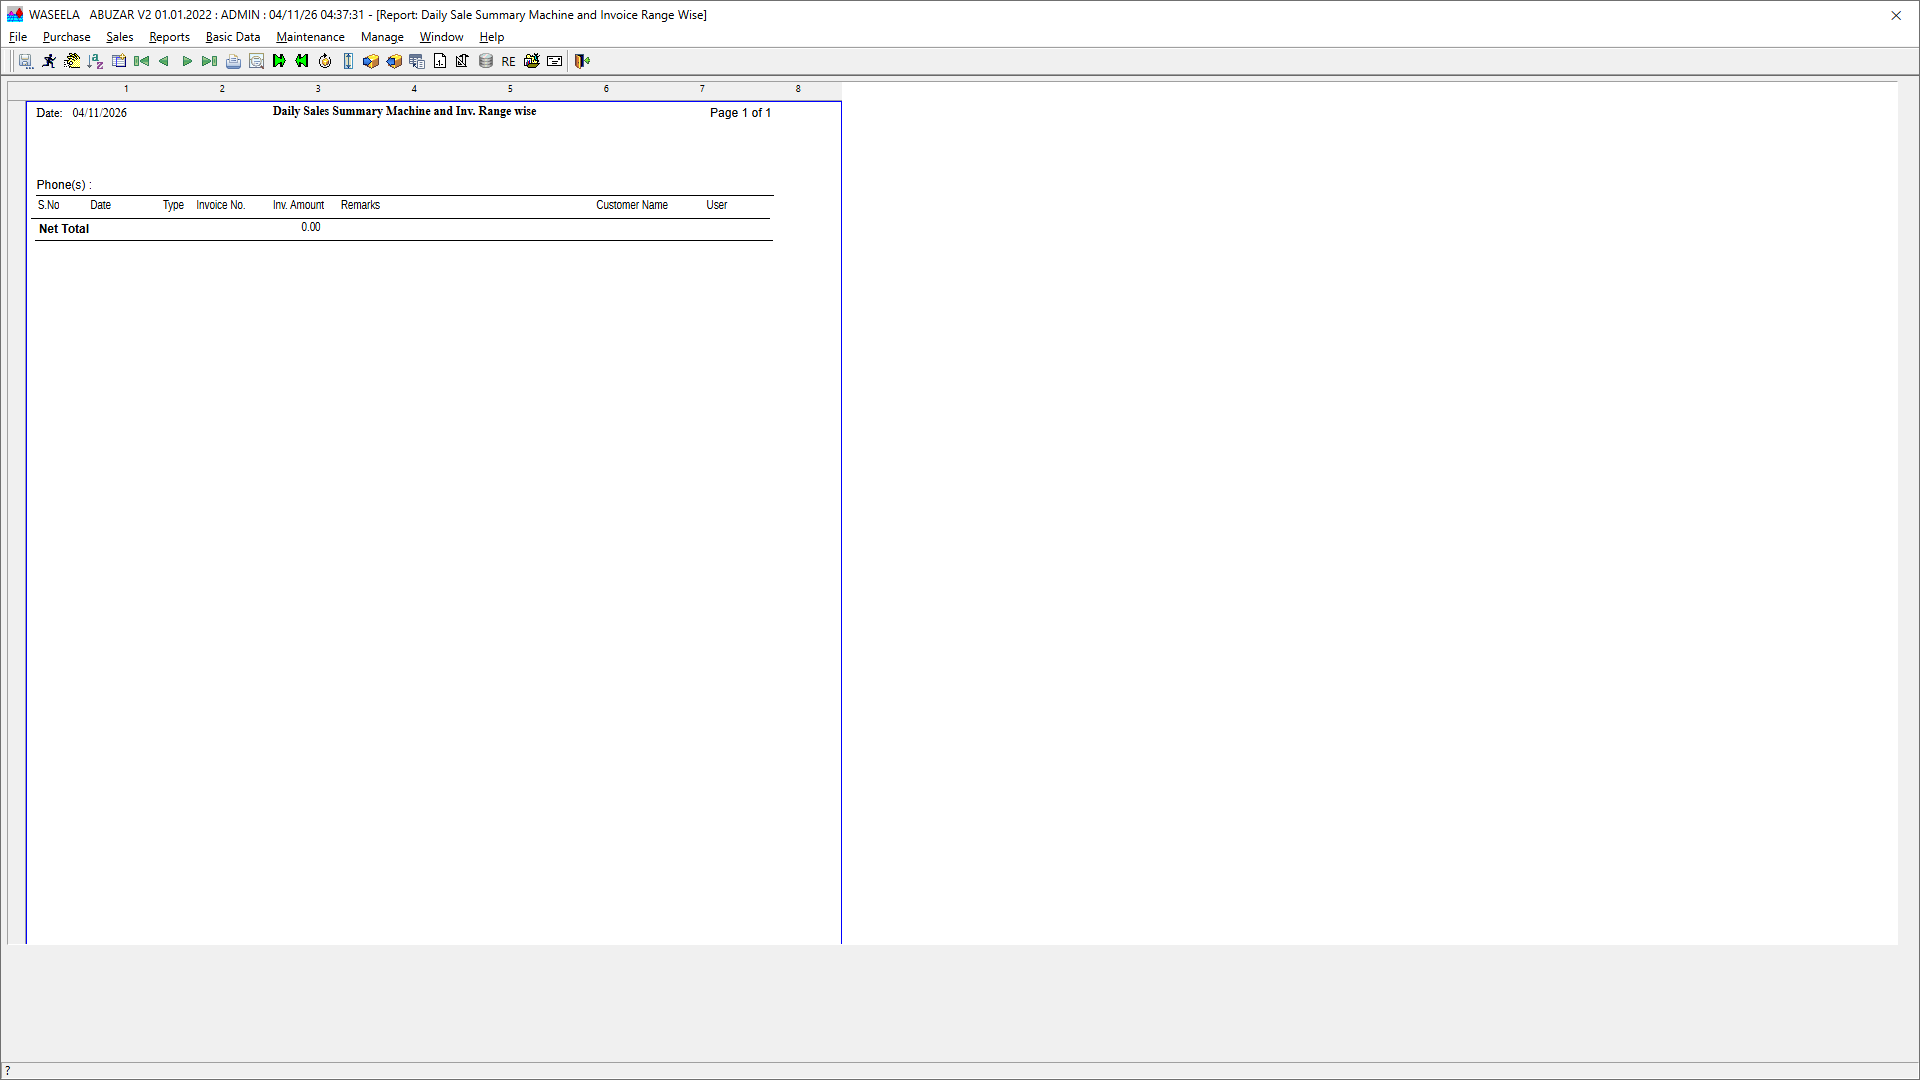 WASEELA ABUZAR V2 01.01.2022 : ADMIN : 04/11/26 04:37:31 - [Report: Daily Sale Summary Machine and Invoice Range Wise]
File Purchase Sales Reports Basic Data Maintenance Manage Window Help
RE
1 2 3 4 5 6 7 8
Date: 04/11/2026 Daily Sales Summary Machine and Inv. Range wise Page 1 of 1
Phone(s) :
S.No Date Type Invoice No. Inv. Amount Remarks Customer Name User
Net Total 0.00
?